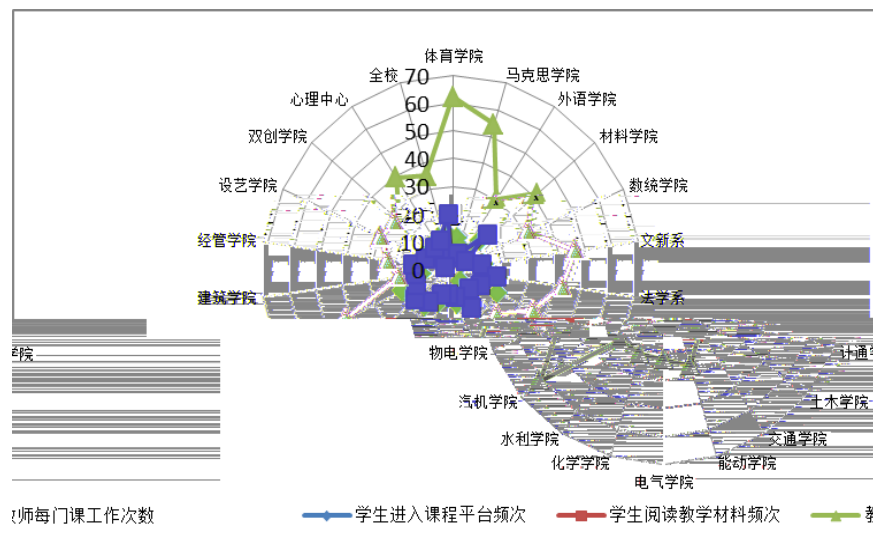 体育学院
全校
70
马克思学院
心理中心
60
外语学院
双创学院
50
材料学院
40
设艺学院
30
数统学院
20
经管学院
10
文新系
0
建筑学院
法学系
学院
物电学院
计通学
汽机学院
土木学院
水利学院
交通学院
化学学院
能动学院
电气学院
师每门课工作次数
学生进入课程平台频次
学生阅读教学材料频次
教